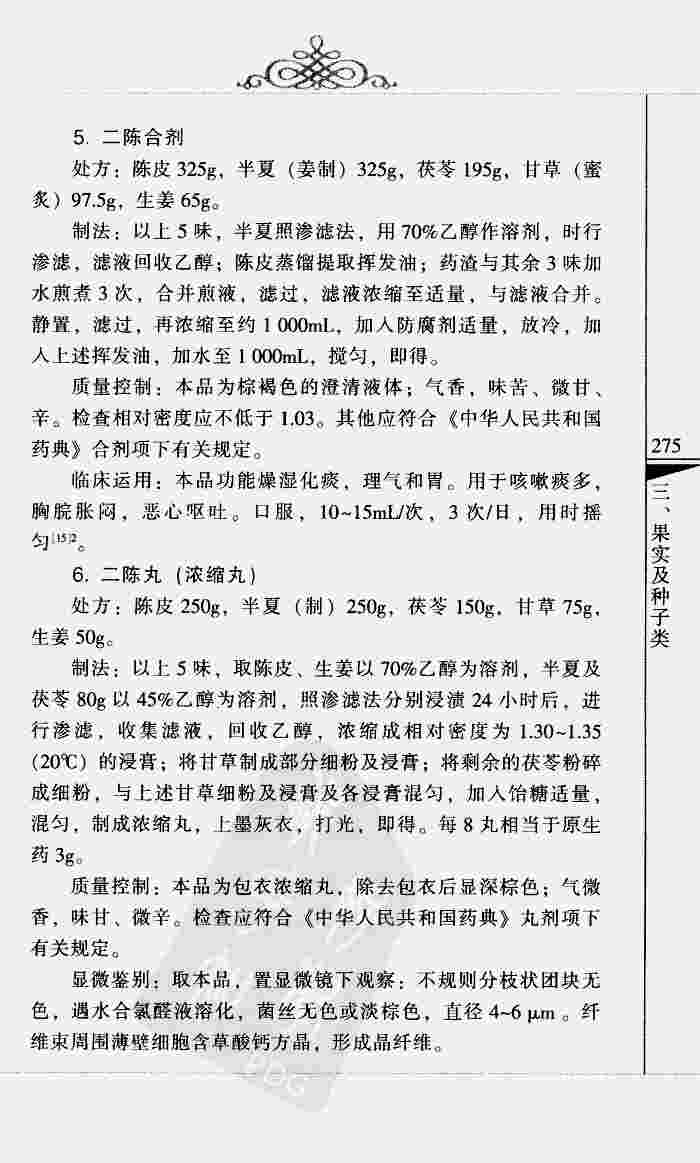 5. 二陈合剂
处方：陈皮 325g，半夏（姜制）325g，茯苓 195g，甘草（蜜
炙）97.5g，生姜 65g。
制法：以上 5 味，半夏照渗滤法，用 70%乙醇作溶剂，时行
渗滤，滤液回收乙醇；陈皮蒸馏提取挥发油；药渣与其余 3 味加
水煎煮 3 次，合并煎液，滤过，滤液浓缩至适量，与滤液合并。
静置，滤过，再浓缩至约 1 000mL，加人防腐剂适量，放冷，加
人上述挥发油，加水至 1 000mL，搅匀，即得。
质量控制：本品为棕褐色的澄清液体；气香，味苦、微甘、
辛。检查相对密度应不低于 1.03。其他应符合《中华人民共和国
药典》合剂项下有关规定。
临床运用：本品功能燥湿化痰，理气和胃。用于咳嗽痰多，
胸脘胀闷，恶心呕吐。口服，10~15mL/次，3 次/日，用时摇
匀[15]2。
6. 二陈丸（浓缩丸）
处方：陈皮 250g，半夏（制）250g，茯苓 150g，甘草 75g，
生姜 50g。
制法：以上 5 味，取陈皮、生姜以 70%乙醇为溶剂，半夏及
茯苓 80g 以 45%乙醇为溶剂，照渗滤法分别浸渍 24 小时后，进
行渗滤，收集滤液，回收乙醇，浓缩成相对密度为 1.30~1.35
(20℃) 的浸膏；将甘草制成部分细粉及浸膏；将剩余的茯苓粉碎
成细粉，与上述甘草细粉及浸膏及各浸膏混匀，加人饴糖适量，
混匀，制成浓缩丸，上墨灰衣，打光，即得。每 8 丸相当于原生
药 3g。
质量控制：本品为包衣浓缩丸，除去包衣后显深棕色；气微
香，味甘、微辛。检查应符合《中华人民共和国药典》丸剂项下
有关规定。
显微鉴别：取本品，置显微镜下观察：不规则分枝状团块无
色，遇水合氯醛液溶化，菌丝无色或淡棕色，直径 4~6 μm 。纤
维束周围薄壁细胞含草酸钙方晶，形成晶纤维。
275
三、果实及种子类